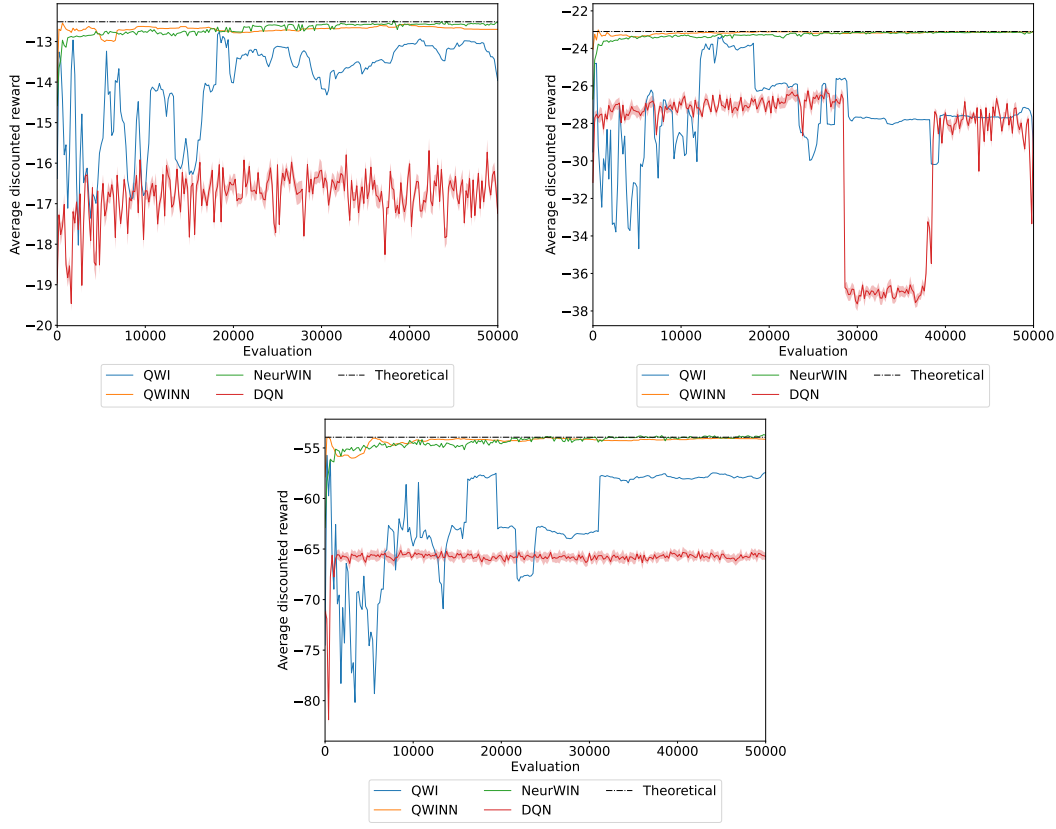 Average discounted reward
−13
−14
−15
−16
−17
−18
−19
−20
0 10000 20000 30000 40000 50000
Evaluation
QWI NeurWIN Theoretical
QWINN DQN
Average discounted reward
−22
−24
−26
−28
−30
−32
−34
−36
−38
0 10000 20000 30000 40000 50000
Evaluation
QWI NeurWIN Theoretical
QWINN DQN
Average discounted reward
−55
−60
−65
−70
−75
−80
0 10000 20000 30000 40000 50000
Evaluation
QWI NeurWIN Theoretical
QWINN DQN